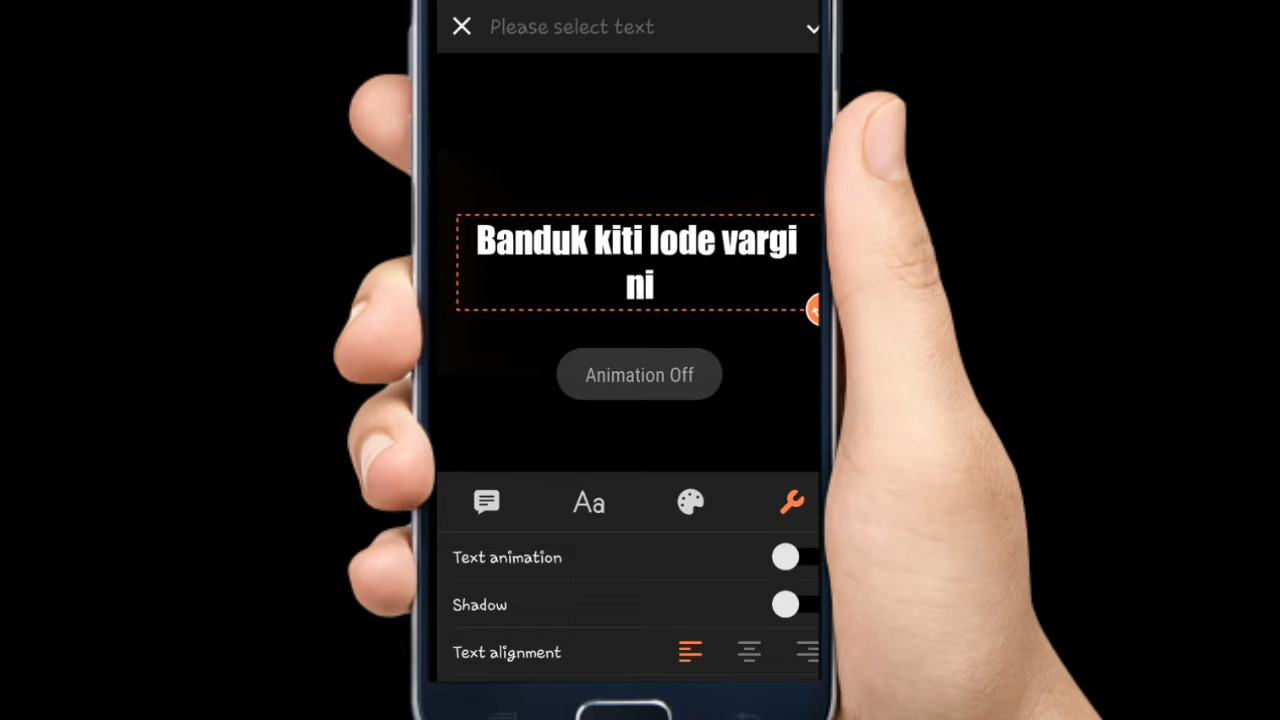 Please select text
Banduk kiti lode vargi
ni
Animation Off
Aa
Text animation
Shadow
Text alignment